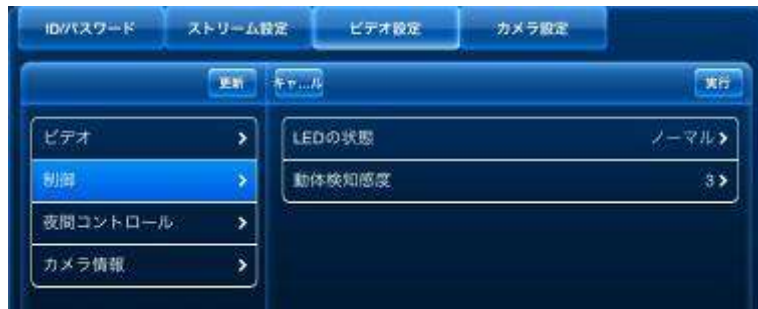 ID/パスワード ストリーム設定 ビデオ設定 カメラ設定
更新 キャ...ル 実行
ビデオ
制御
夜間コントロール
カメラ情報
LEDの状態 ノーマル
動体検知感度 3